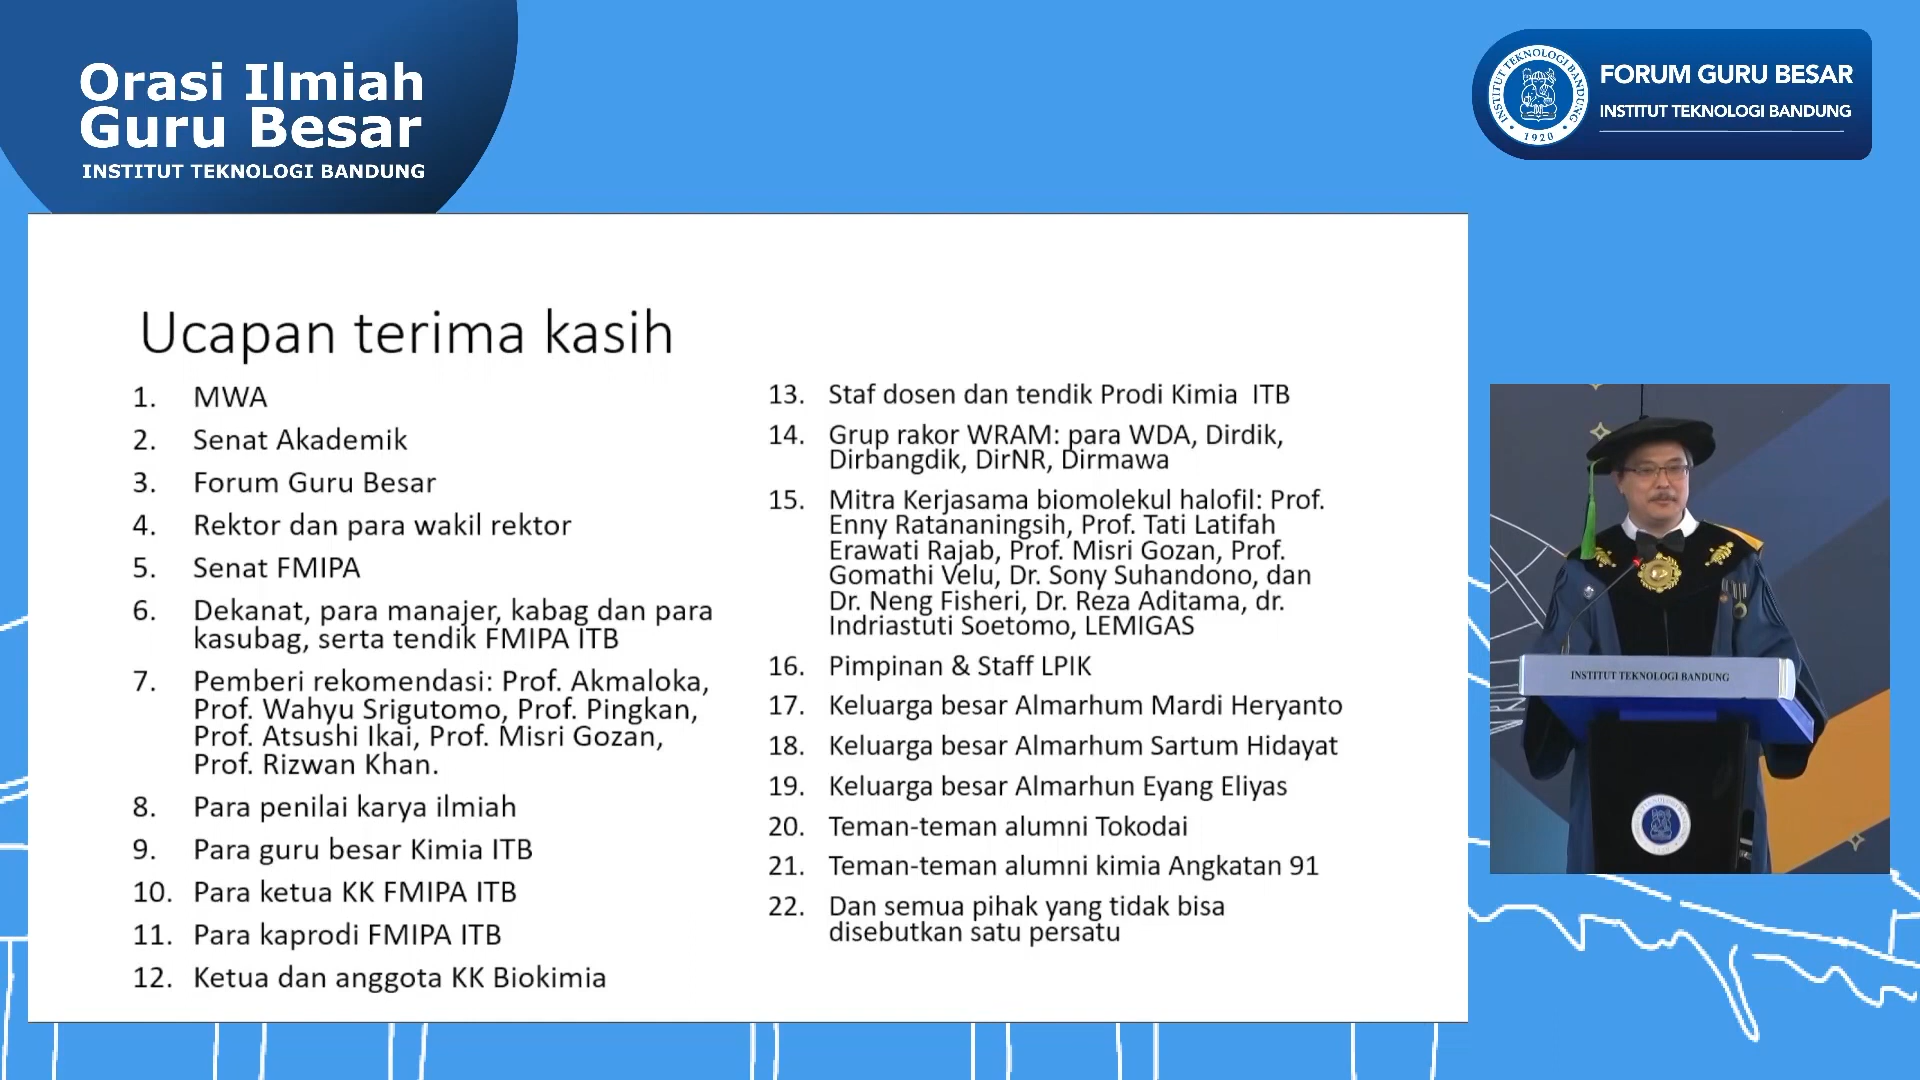 Orasi Ilmiah
Guru Besar
INSTITUT TEKNOLOGI BANDUNG
INSTITUT TEKNOLOGI BANDUNG
1920
FORUM GURU BESAR
INSTITUT TEKNOLOGI BANDUNG
Ucapan terima kasih
1. MWA
2. Senat Akademik
3. Forum Guru Besar
4. Rektor dan para wakil rektor
5. Senat FMIPA
6. Dekanat, para manajer, kabag dan para
kasubag, serta tendik FMIPA ITB
7. Pemberi rekomendasi: Prof. Akmaloka,
Prof. Wahyu Srigutomo, Prof. Pingkan,
Prof. Atsushi Ikai, Prof. Misri Gozan,
Prof. Rizwan Khan.
8. Para penilai karya ilmiah
9. Para guru besar Kimia ITB
10. Para ketua KK FMIPA ITB
11. Para kaprodi FMIPA ITB
12. Ketua dan anggota KK Biokimia
13. Staf dosen dan tendik Prodi Kimia ITB
14. Grup rakor WRAM: para WDA, Dirdik,
Dirbangdik, DirNR, Dirmawa
15. Mitra Kerjasama biomolekul halofil: Prof.
Enny Ratananingsih, Prof. Tati Latifah
Erawati Rajab, Prof. Misri Gozan, Prof.
Gomathi Velu, Dr. Sony Suhandono, dan
Dr. Neng Fisheri, Dr. Reza Aditama, dr.
Indriastuti Soetomo, LEMIGAS
16. Pimpinan & Staff LPIK
17. Keluarga besar Almarhum Mardi Heryanto
18. Keluarga besar Almarhum Sartum Hidayat
19. Keluarga besar Almarhun Eyang Eliyas
20. Teman-teman alumni Tokodai
21. Teman-teman alumni kimia Angkatan 91
22. Dan semua pihak yang tidak bisa
disebutkan satu persatu
INSTITUT TEKNOLOGI BANDUNG